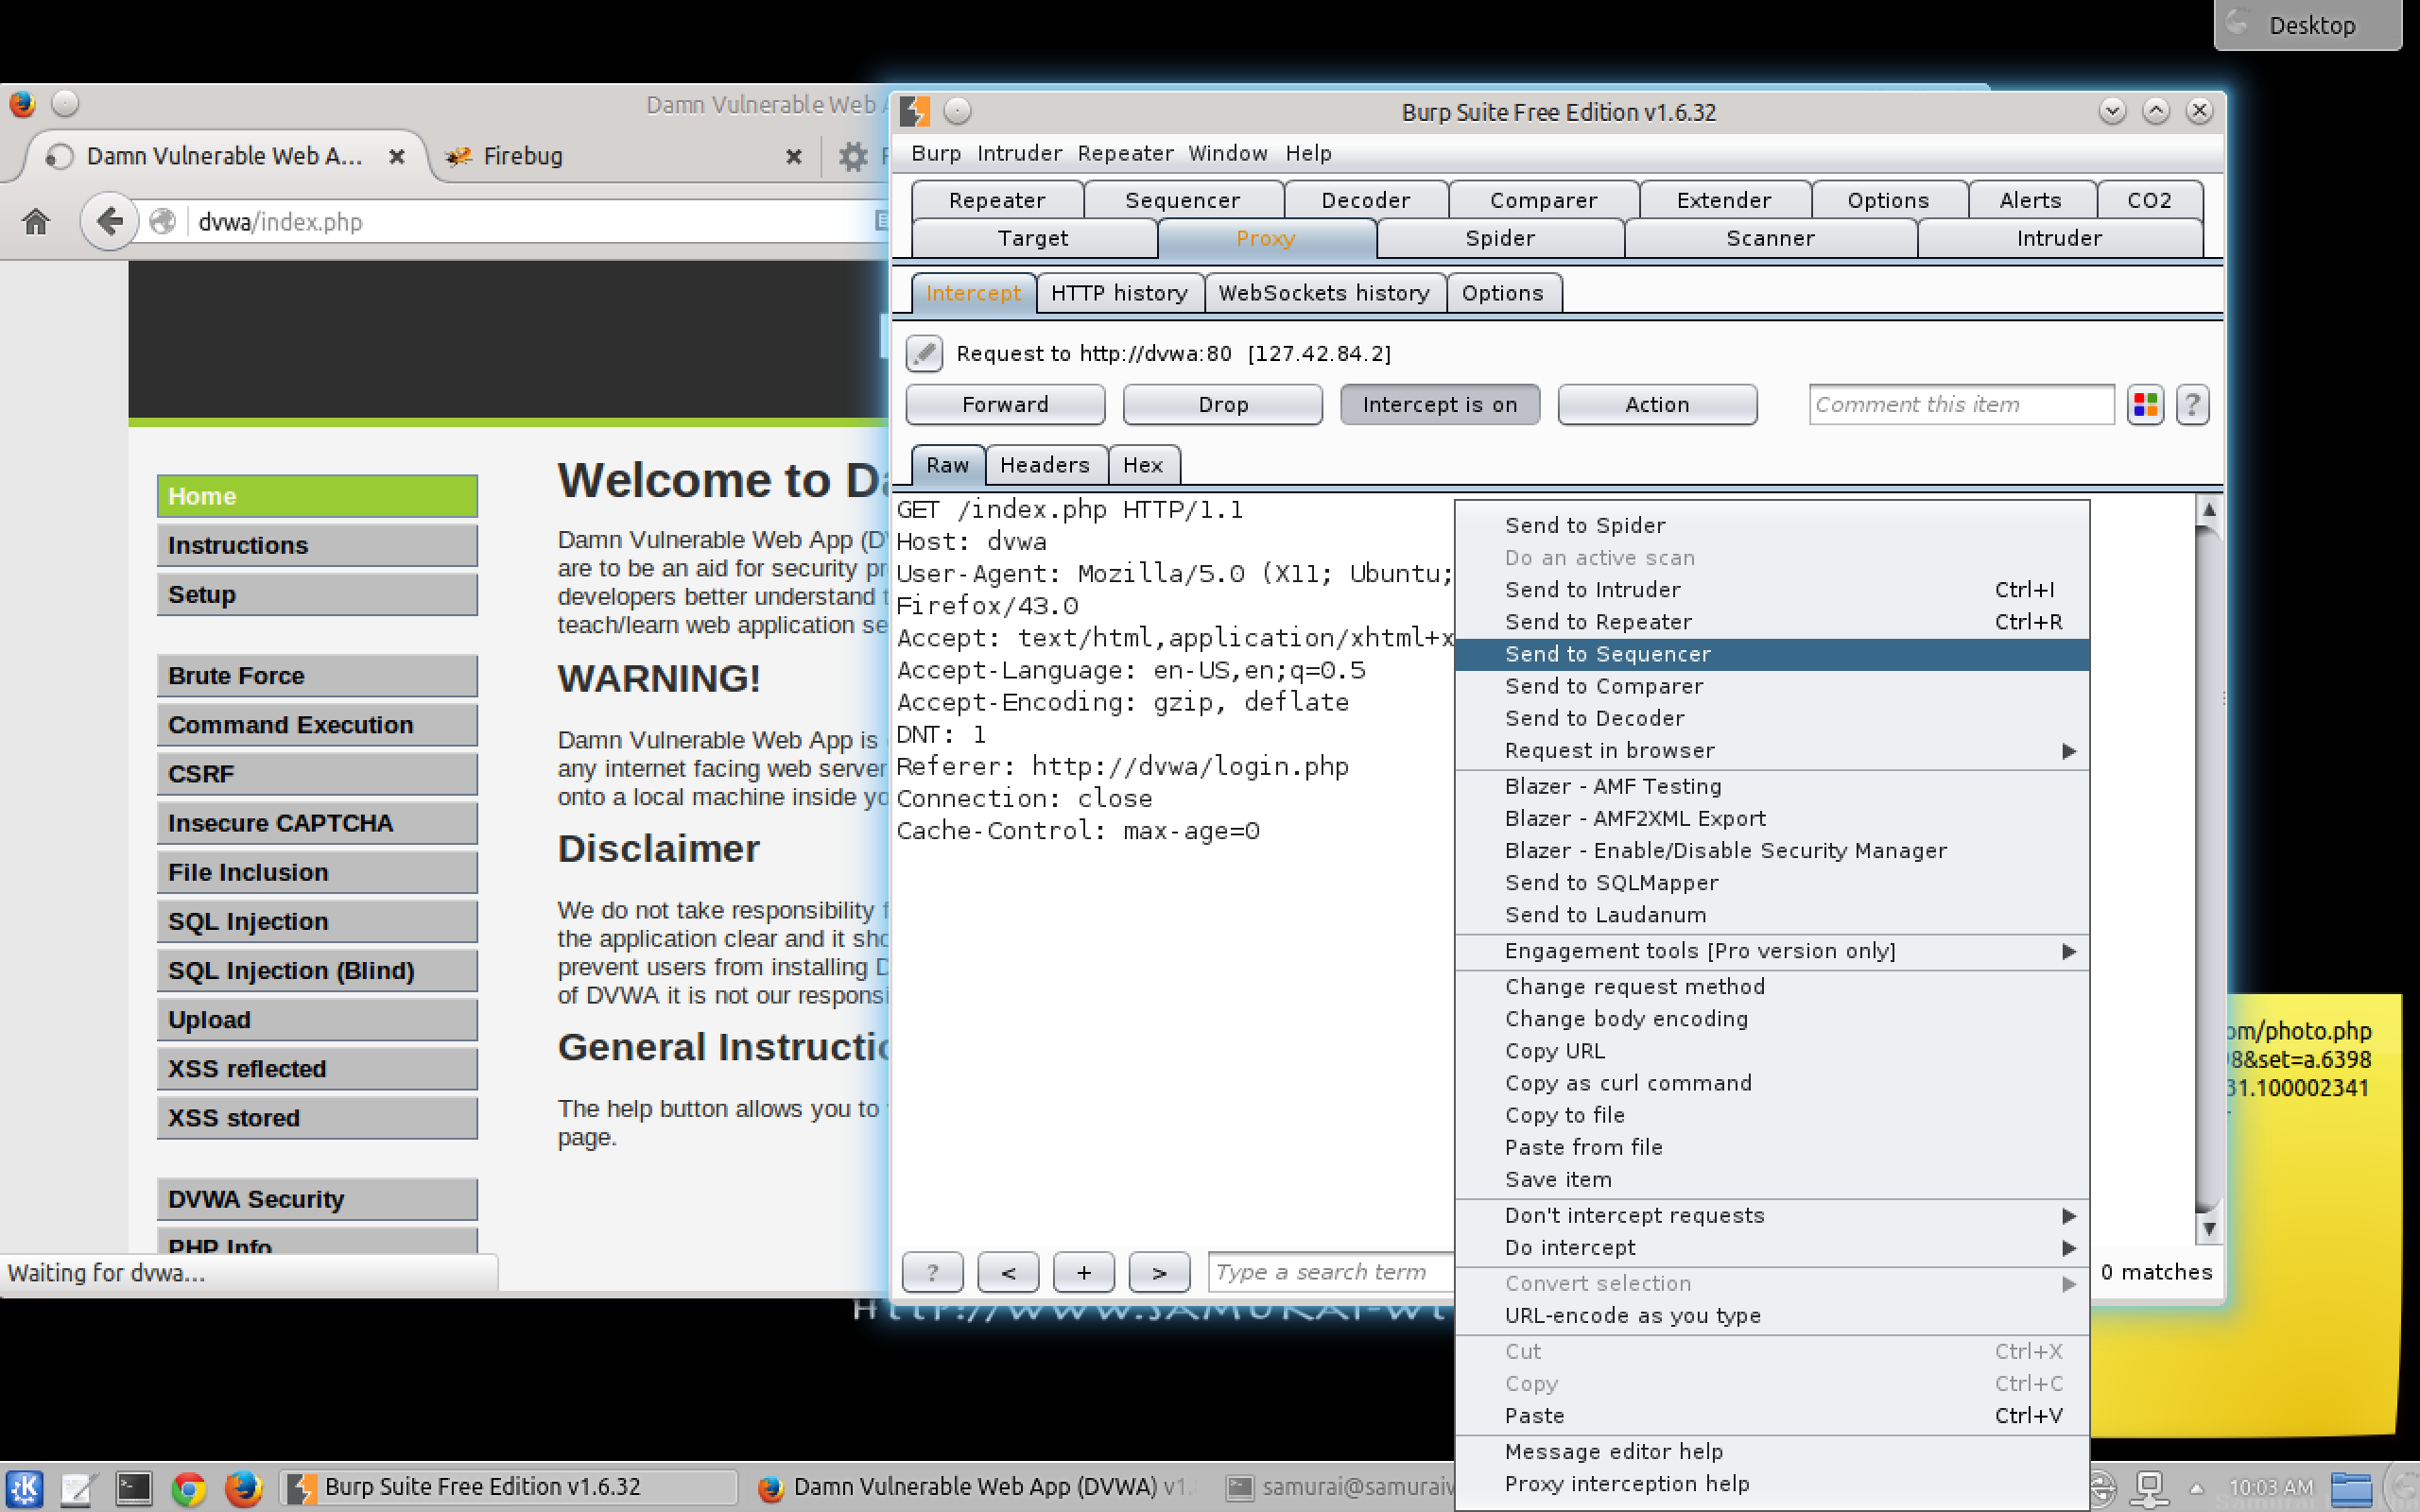 Desktop
Damn Vulnerable Web
Damn Vulnerable Web A...
Firebug
dvwa/index.php
Home
Instructions
Setup
Brute Force
Command Execution
CSRF
Insecure CAPTCHA
File Inclusion
SQL Injection
SQL Injection (Blind)
Upload
XSS reflected
XSS stored
DVWA Security
PHP Info
Welcome to
Damn Vulnerable Web App
are to be an aid for security
developers better understand
teach/learn web application
WARNING!
Damn Vulnerable Web App is
any internet facing web server
onto a local machine inside
Disclaimer
We do not take responsibility
the application clear and it
prevent users from installing
of DVWA it is not our
General
The help button allows you to
page.
Waiting for dvwa...
Burp Suite Free Edition v1.6.32
Burp Intruder Repeater Window Help
Repeater Sequencer Decoder Comparer Extender Options Alerts CO2
Target Proxy Spider Scanner Intruder
Intercept HTTP history WebSockets history Options
Request to http://dvwa:80 [127.42.84.2]
Forward Drop Intercept is on Action Comment this item ?
Raw Headers Hex
GET /index.php HTTP/1.1
Host: dvwa
User-Agent: Mozilla/5.0 (X11; Ubuntu;
Firefox/43.0
Accept: text/html,application/xhtml+x
Accept-Language: en-US,en;q=0.5
Accept-Encoding: gzip, deflate
DNT: 1
Referer: http://dvwa/login.php
Connection: close
Cache-Control: max-age=0
? < + > Type a search term
0 matches
Send to Spider
Do an active scan
Send to Intruder Ctrl+I
Send to Repeater Ctrl+R
Send to Sequencer
Send to Comparer
Send to Decoder
Request in browser
Blazer - AMF Testing
Blazer - AMF2XML Export
Blazer - Enable/Disable Security Manager
Send to SQLMapper
Send to Laudanum
Engagement tools [Pro version only]
Change request method
Change body encoding
Copy URL
Copy as curl command
Copy to file
Paste from file
Save item
Don't intercept requests
Do intercept
Convert selection
URL-encode as you type
Cut Ctrl+X
Copy Ctrl+C
Paste Ctrl+V
Message editor help
Proxy interception help
om/photo.php
8&set=a.6398
31.100002341
Burp Suite Free Edition v1.6.32
Damn Vulnerable Web App (DVWA) v1.
samurai@samuraiw
10:03 AM